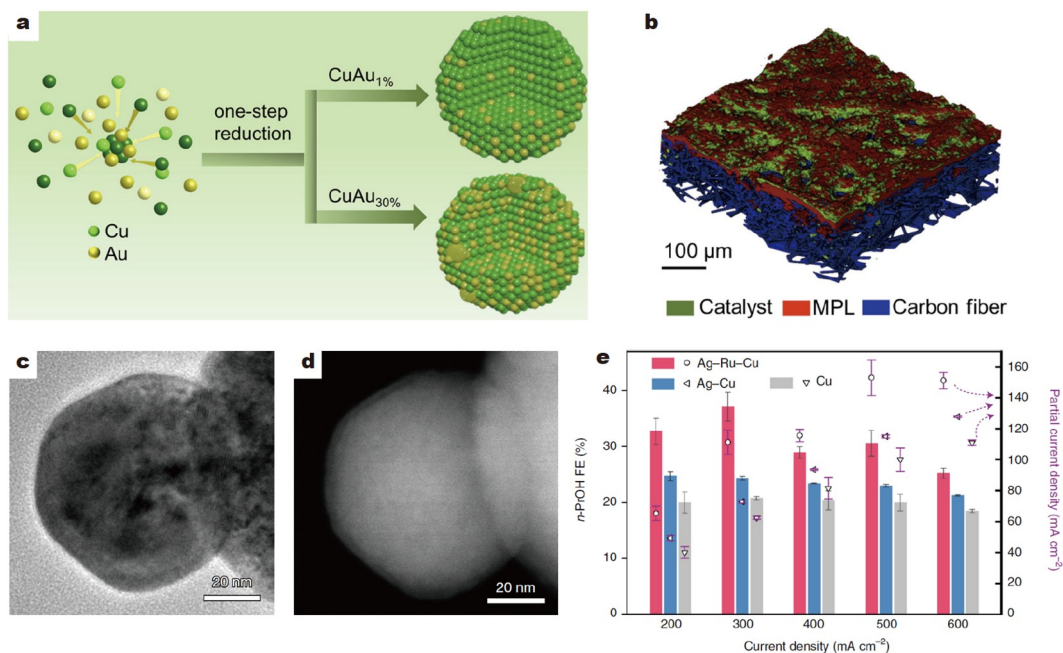 a
one-step
reduction
CuAu1%
CuAu30%
Cu
Au
b
100 μm
Catalyst MPL Carbon fiber
c
20 nm
d
20 nm
e
Ag–Ru–Cu
Ag–Cu
Cu
n-PrOH FE (%)
40
30
20
10
0
160
140
120
100
80
60
40
20
0
Partial current
density (mA cm−2)
200 300 400 500 600
Current density (mA cm−2)